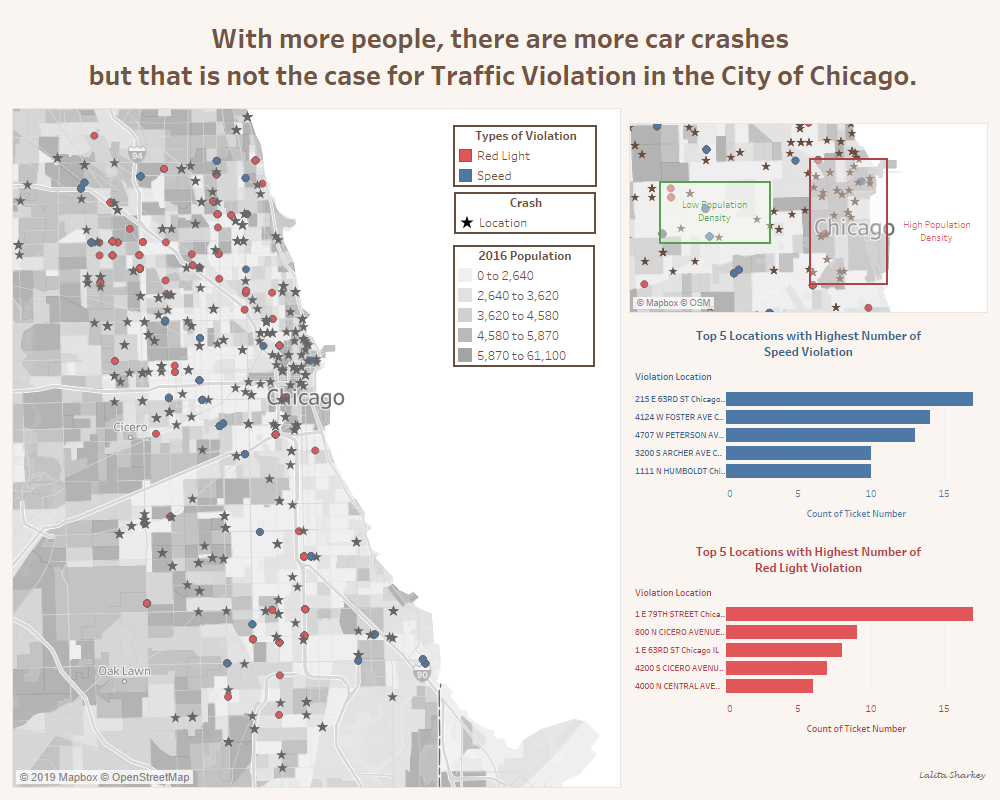 With more people, there are more car crashes
but that is not the case for Traffic Violation in the City of Chicago.
94
Chicago
Cicero
Oak Lawn
90
© 2019 Mapbox © OpenStreetMap
Types of Violation
Red Light
Speed
Crash
Location
2016 Population
0 to 2,640
2,640 to 3,620
3,620 to 4,580
4,580 to 5,870
5,870 to 61,100
Low Population
Density
Chicago
High Population
Density
© Mapbox © OSM
Top 5 Locations with Highest Number of
Speed Violation
Violation Location
215 E 63RD ST Chicago..
4124 W FOSTER AVE C..
4707 W PETERSON AV..
3200 S ARCHER AVE C..
1111 N HUMBOLDT Chi..
0 5 10 15
Count of Ticket Number
Top 5 Locations with Highest Number of
Red Light Violation
Violation Location
1 E 79TH STREET Chica..
800 N CICERO AVENUE..
1 E 63RD ST Chicago IL
4200 S CICERO AVENU..
4000 N CENTRAL AVE..
0 5 10 15
Count of Ticket Number
Lalita Sharkey